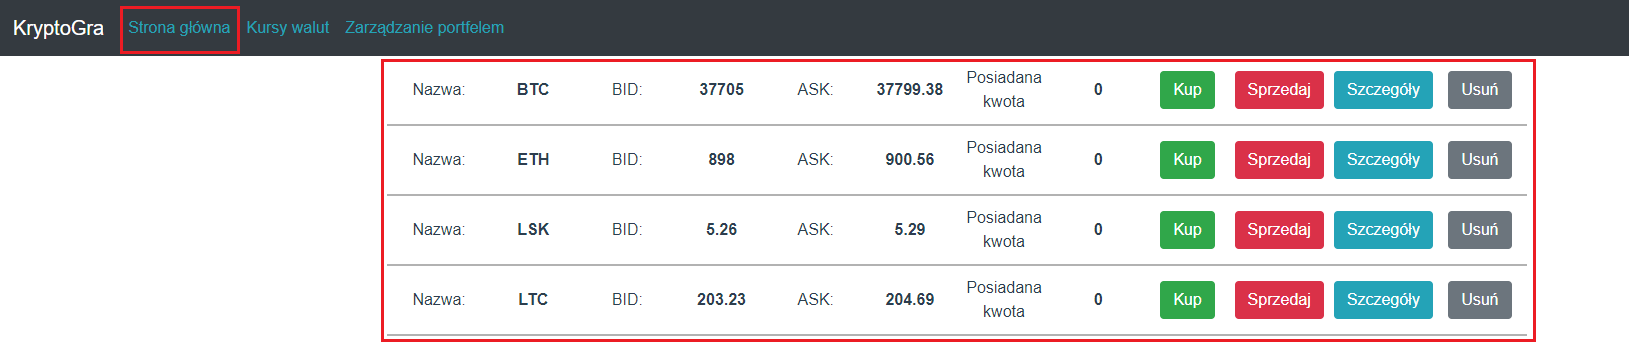 KryptoGra Strona główna Kursy walut Zarządzanie portfelem
Nazwa: BTC BID: 37705 ASK: 37799.38 Posiadana kwota 0 Kup Sprzedaj Szczegóły Usuń
Nazwa: ETH BID: 898 ASK: 900.56 Posiadana kwota 0 Kup Sprzedaj Szczegóły Usuń
Nazwa: LSK BID: 5.26 ASK: 5.29 Posiadana kwota 0 Kup Sprzedaj Szczegóły Usuń
Nazwa: LTC BID: 203.23 ASK: 204.69 Posiadana kwota 0 Kup Sprzedaj Szczegóły Usuń